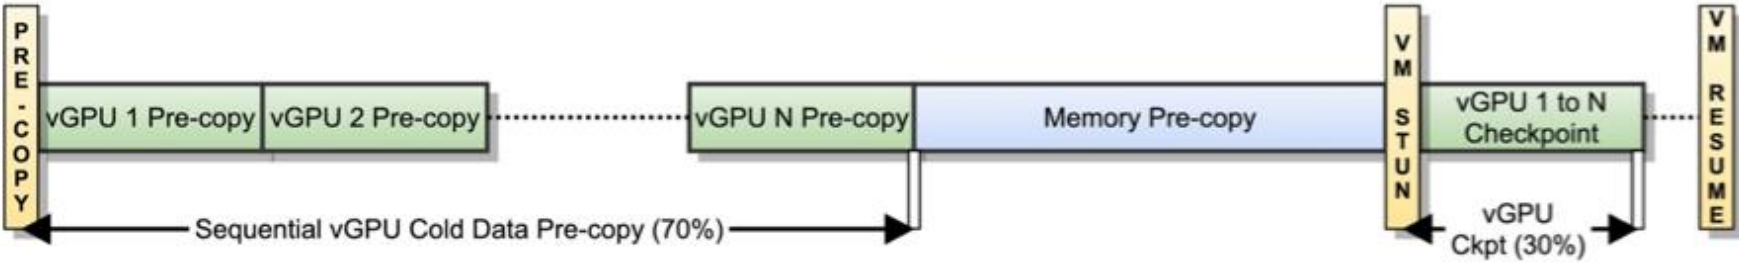 PRE-COPY
vGPU 1 Pre-copy
vGPU 2 Pre-copy
vGPU N Pre-copy
Memory Pre-copy
VM STUN
vGPU 1 to N
Checkpoint
VM RESUME
Sequential vGPU Cold Data Pre-copy (70%)
vGPU
Ckpt (30%)